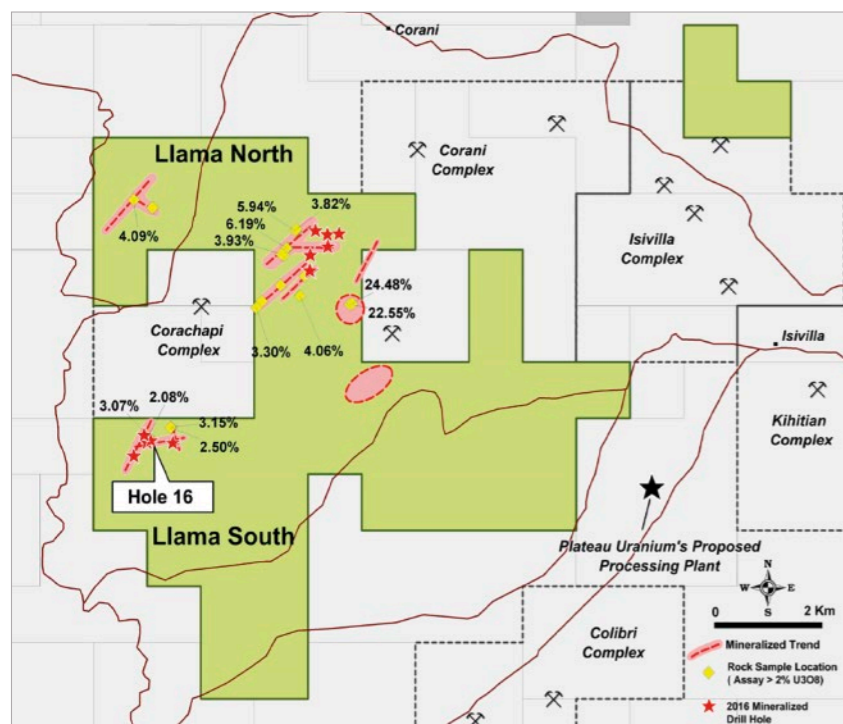 Corani
Llama North
Corani
Complex
5.94%
3.82%
6.19%
3.93%
4.09%
Isivilla
Complex
24.48%
22.55%
Corachapi
Complex
3.30%
4.06%
Isivilla
2.08%
3.07%
3.15%
2.50%
Kihitian
Complex
Hole 16
Llama South
Plateau Uranium's Proposed
Processing Plant
N
W E
S
0 2 Km
Colibri
Complex
Mineralized Trend
Rock Sample Location
( Assay > 2% U3O8)
2016 Mineralized
Drill Hole